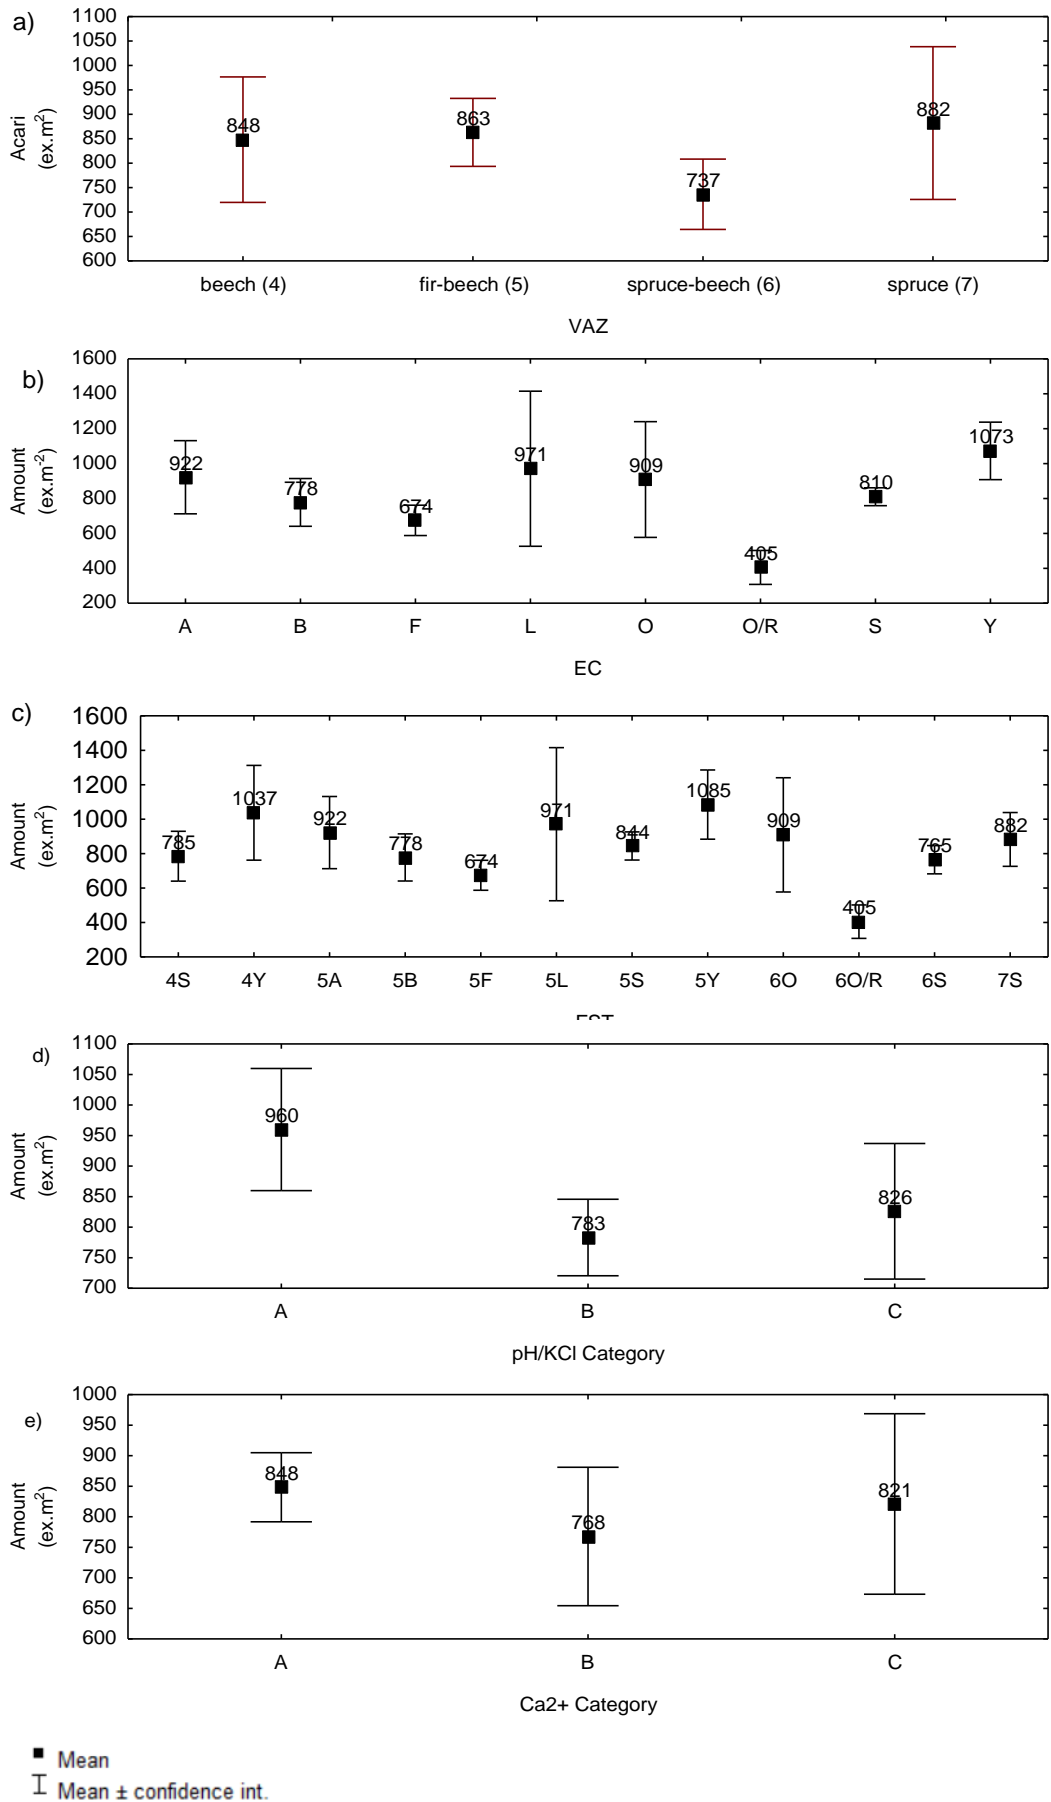 a)
1100
1050
1000
950
900
850
800
750
700
650
600
Acari
(ex.m²)
848
863
737
882
beech (4) fir-beech (5) spruce-beech (6) spruce (7)
VAZ
b)
1600
1400
1200
1000
800
600
400
200
Amount
(ex.m⁻²)
922
778
674
971
909
405
810
1073
A B F L O O/R S Y
EC
c)
1600
1400
1200
1000
800
600
400
200
Amount
(ex.m²)
785
1037
922
778
674
971
844
1085
909
405
765
882
4S 4Y 5A 5B 5F 5L 5S 5Y 6O 6O/R 6S 7S
d)
1100
1050
1000
950
900
850
800
750
700
Amount
(ex.m²)
960
783
826
A B C
pH/KCl Category
e)
1000
950
900
850
800
750
700
650
600
Amount
(ex.m²)
848
768
821
A B C
Ca2+ Category
Mean
Mean ± confidence int.